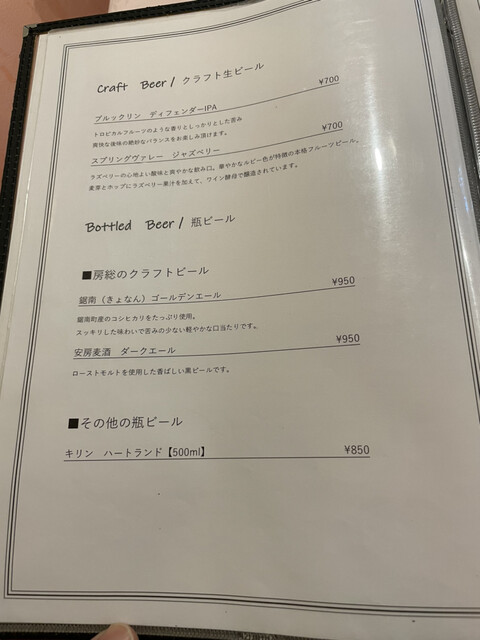 Craft Beer / クラフト生ビール
ブルックリン ディフェンダーIPA ¥700
トロピカルフルーツのような香りとしっかりとした苦み
爽快な後味の絶妙なバランスをお楽しみ頂けます。
スプリングヴァレー ジャズベリー ¥700
ラズベリーの心地よい酸味と爽やかな飲み口。華やかなルビー色が特徴の本格フルーツビール。
麦芽とホップにラズベリー果汁を加えて、ワイン酵母で醸造されています。
Bottled Beer / 瓶ビール
■房総のクラフトビール
鋸南（きょなん）ゴールデンエール ¥950
鋸南町産のコシヒカリをたっぷり使用。
スッキリした味わいで苦みの少ない軽やかな口当たりです。
安房麦酒 ダークエール ¥950
ローストモルトを使用した香ばしい黒ビールです。
■その他の瓶ビール
キリン ハートランド【500ml】 ¥850